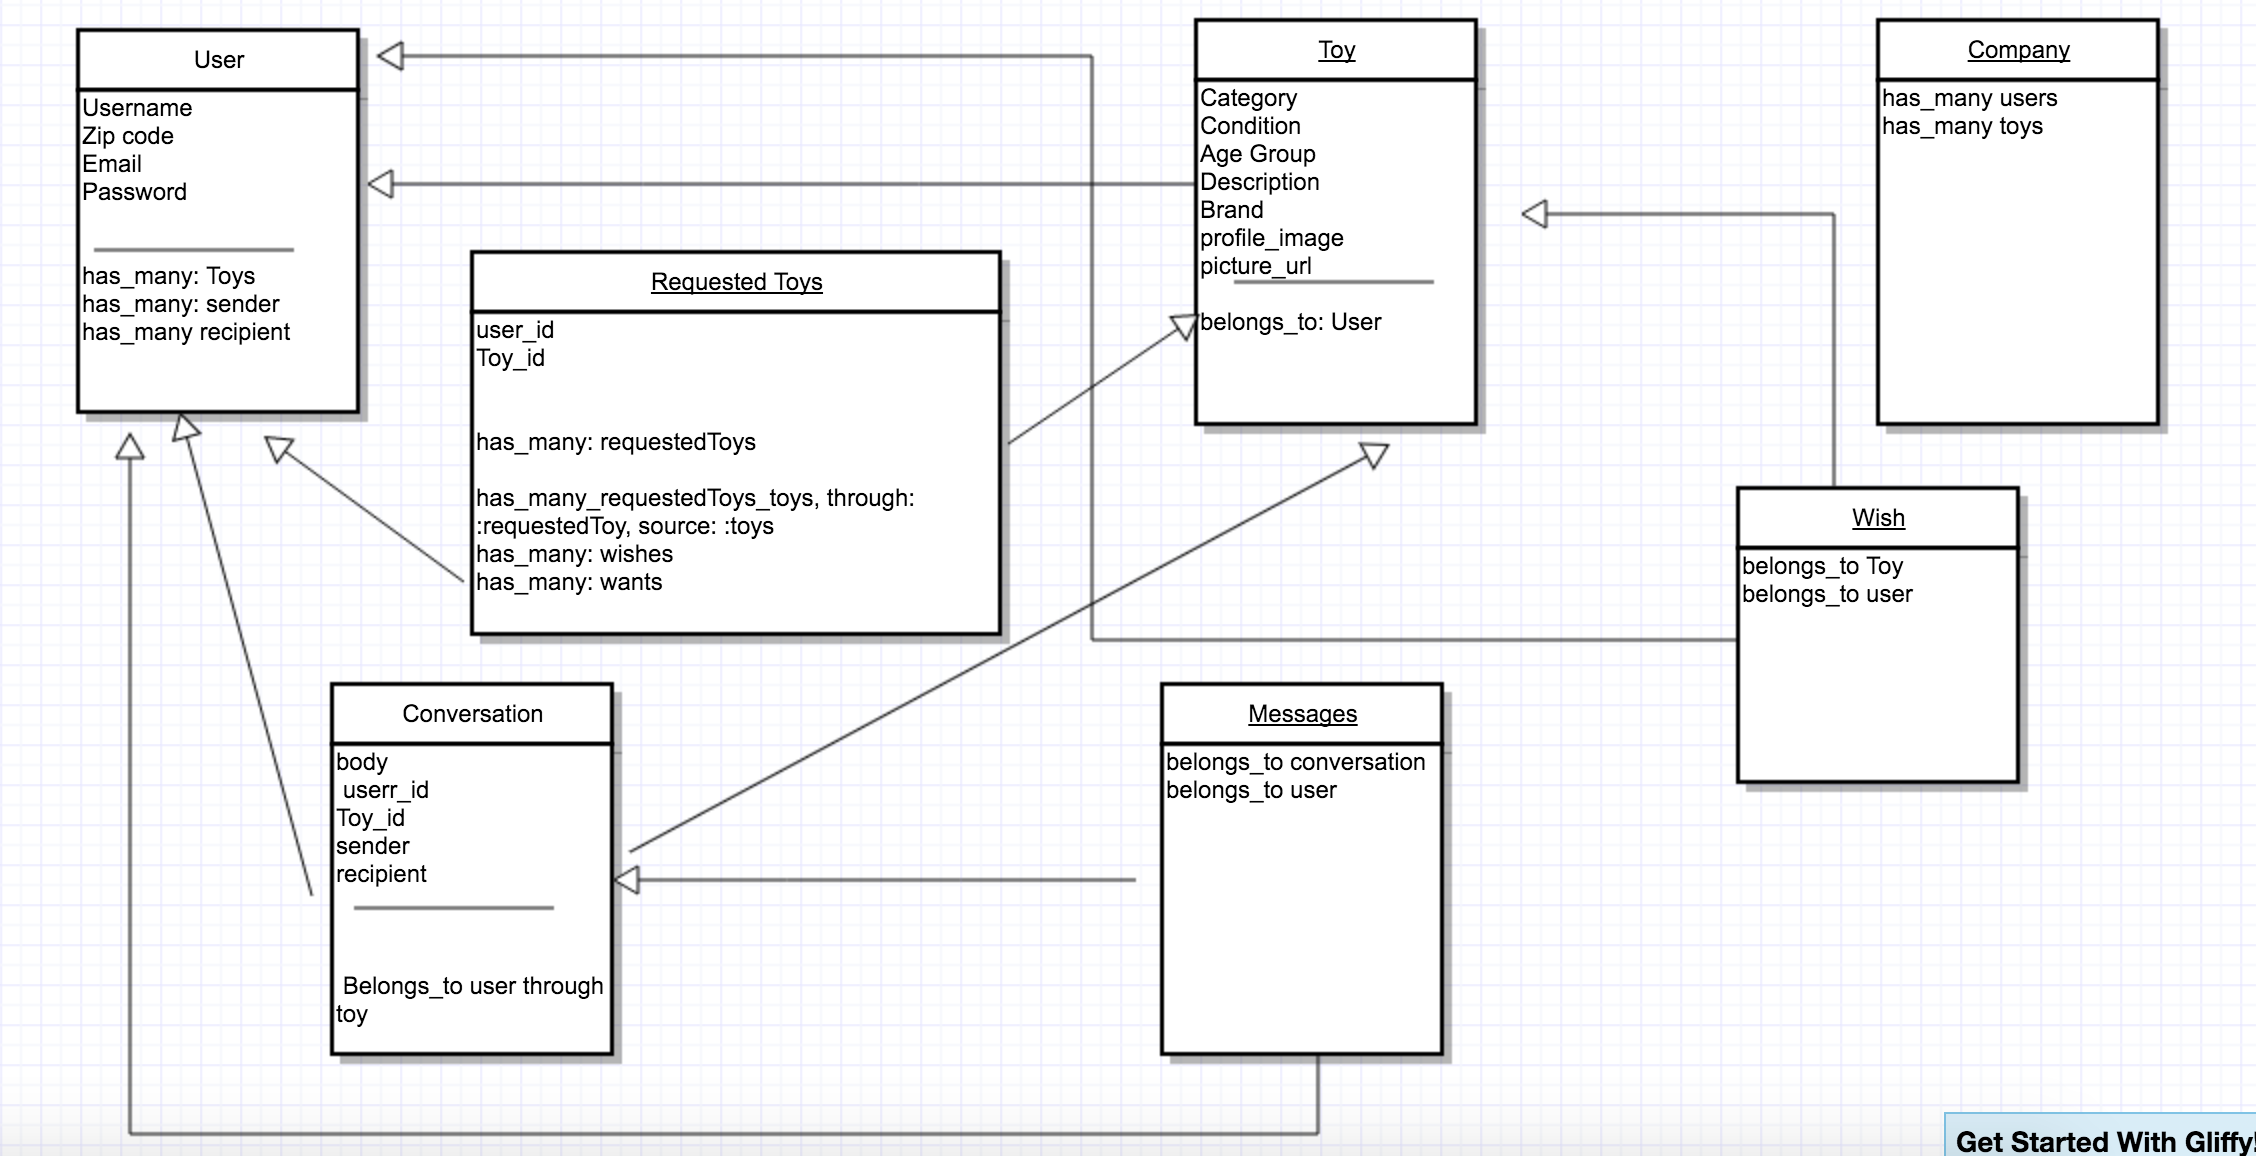 User
Username
Zip code
Email
Password
has_many: Toys
has_many: sender
has_many recipient
Toy
Category
Condition
Age Group
Description
Brand
profile_image
picture_url
belongs_to: User
Company
has_many users
has_many toys
Requested Toys
user_id
Toy_id
has_many: requestedToys
has_many_requestedToys_toys, through:
:requestedToy, source: :toys
has_many: wishes
has_many: wants
Wish
belongs_to Toy
belongs_to user
Conversation
body
userr_id
Toy_id
sender
recipient
Belongs_to user through
toy
Messages
belongs_to conversation
belongs_to user
Get Started With Gliffy!